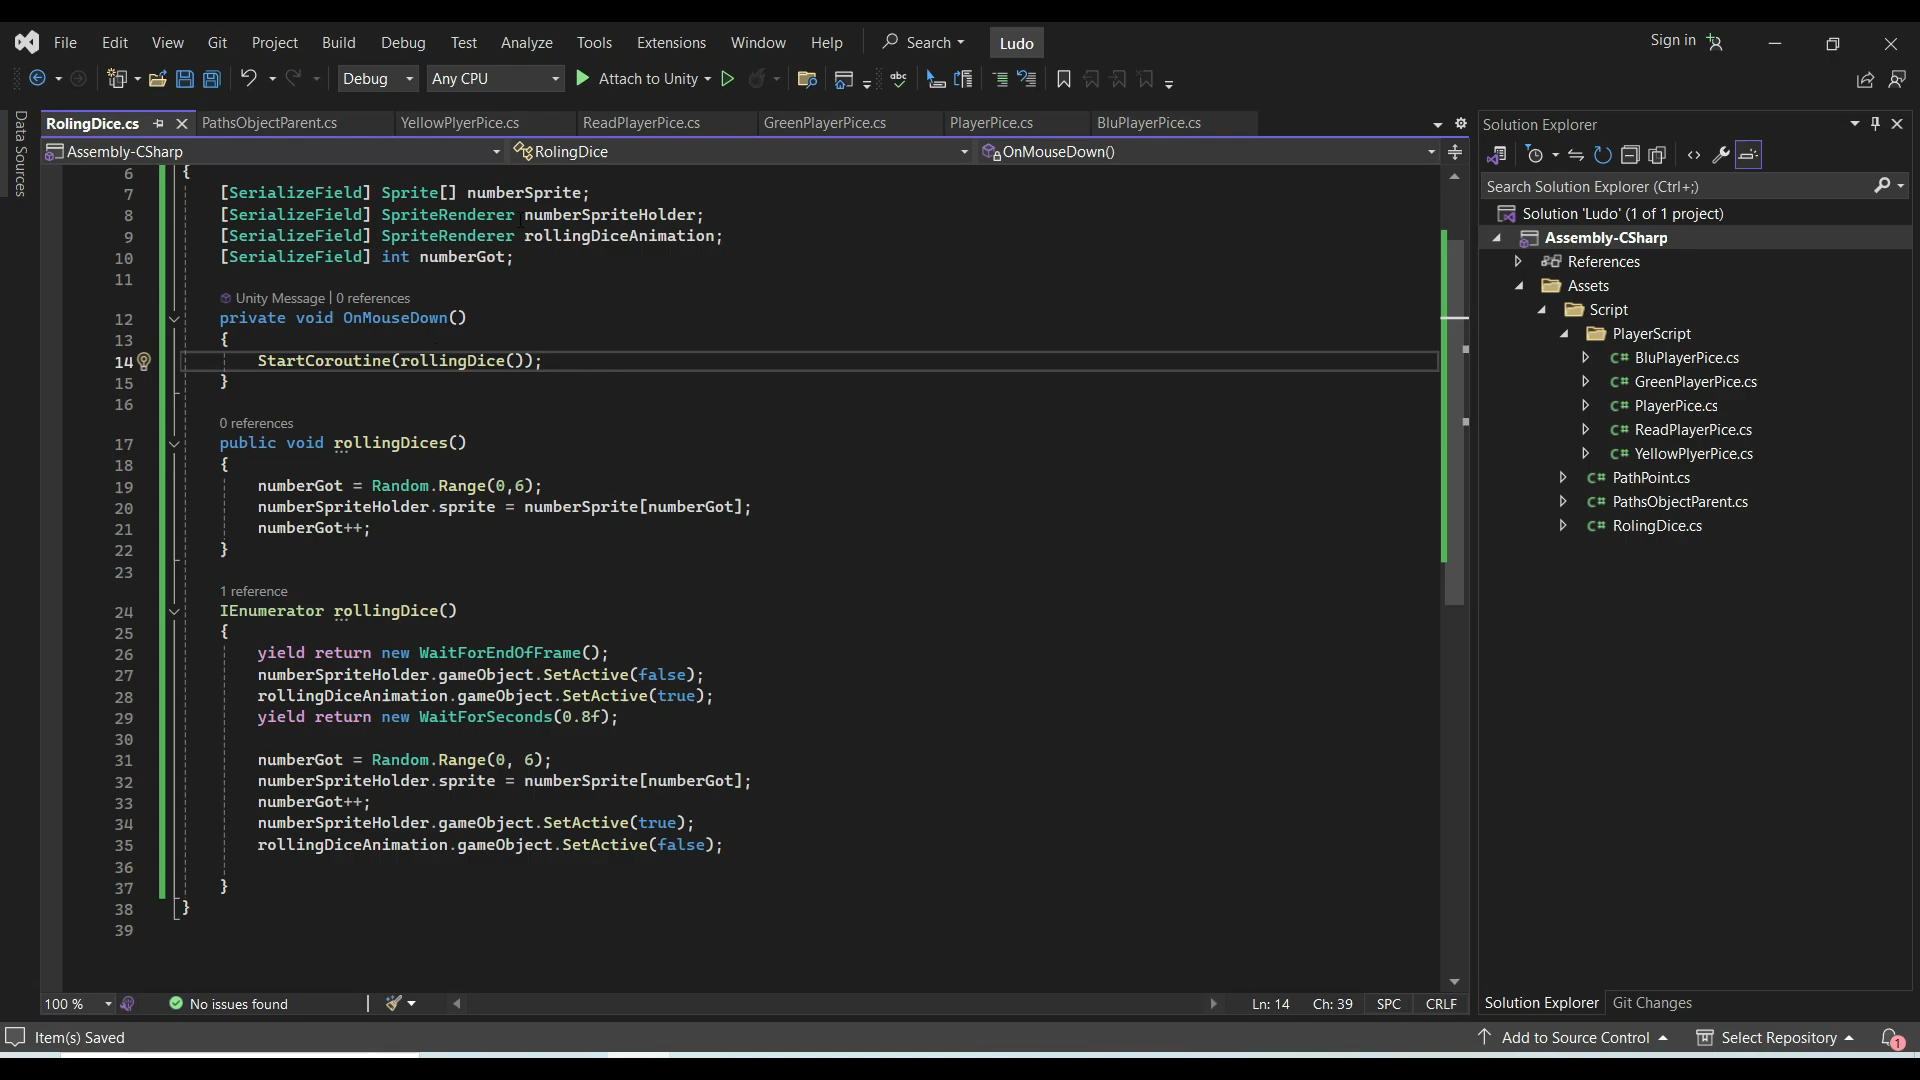 File Edit View Git Project Build Debug Test Analyze Tools Extensions Window Help Search Ludo Sign in
Debug Any CPU Attach to Unity abc
Data Sources
RolingDice.cs PathsObjectParent.cs YellowPlyerPice.cs ReadPlayerPice.cs GreenPlayerPice.cs PlayerPice.cs BluPlayerPice.cs
Assembly-CSharp RolingDice OnMouseDown()
6 {
7 [SerializeField] Sprite[] numberSprite;
8 [SerializeField] SpriteRenderer numberSpriteHolder;
9 [SerializeField] SpriteRenderer rollingDiceAnimation;
10 [SerializeField] int numberGot;
11
Unity Message | 0 references
12 private void OnMouseDown()
13 {
14 StartCoroutine(rollingDice());
15 }
16
0 references
17 public void rollingDices()
18 {
19 numberGot = Random.Range(0,6);
20 numberSpriteHolder.sprite = numberSprite[numberGot];
21 numberGot++;
22 }
23
1 reference
24 IEnumerator rollingDice()
25 {
26 yield return new WaitForEndOfFrame();
27 numberSpriteHolder.gameObject.SetActive(false);
28 rollingDiceAnimation.gameObject.SetActive(true);
29 yield return new WaitForSeconds(0.8f);
30
31 numberGot = Random.Range(0, 6);
32 numberSpriteHolder.sprite = numberSprite[numberGot];
33 numberGot++;
34 numberSpriteHolder.gameObject.SetActive(true);
35 rollingDiceAnimation.gameObject.SetActive(false);
36
37 }
38 }
39
100 % No issues found Ln: 14 Ch: 39 SPC CRLF
Solution Explorer
Search Solution Explorer (Ctrl+;)
Solution 'Ludo' (1 of 1 project)
Assembly-CSharp
References
Assets
Script
PlayerScript
C# BluPlayerPice.cs
C# GreenPlayerPice.cs
C# PlayerPice.cs
C# ReadPlayerPice.cs
C# YellowPlyerPice.cs
C# PathPoint.cs
C# PathsObjectParent.cs
C# RolingDice.cs
Solution Explorer Git Changes
Item(s) Saved Add to Source Control Select Repository 1